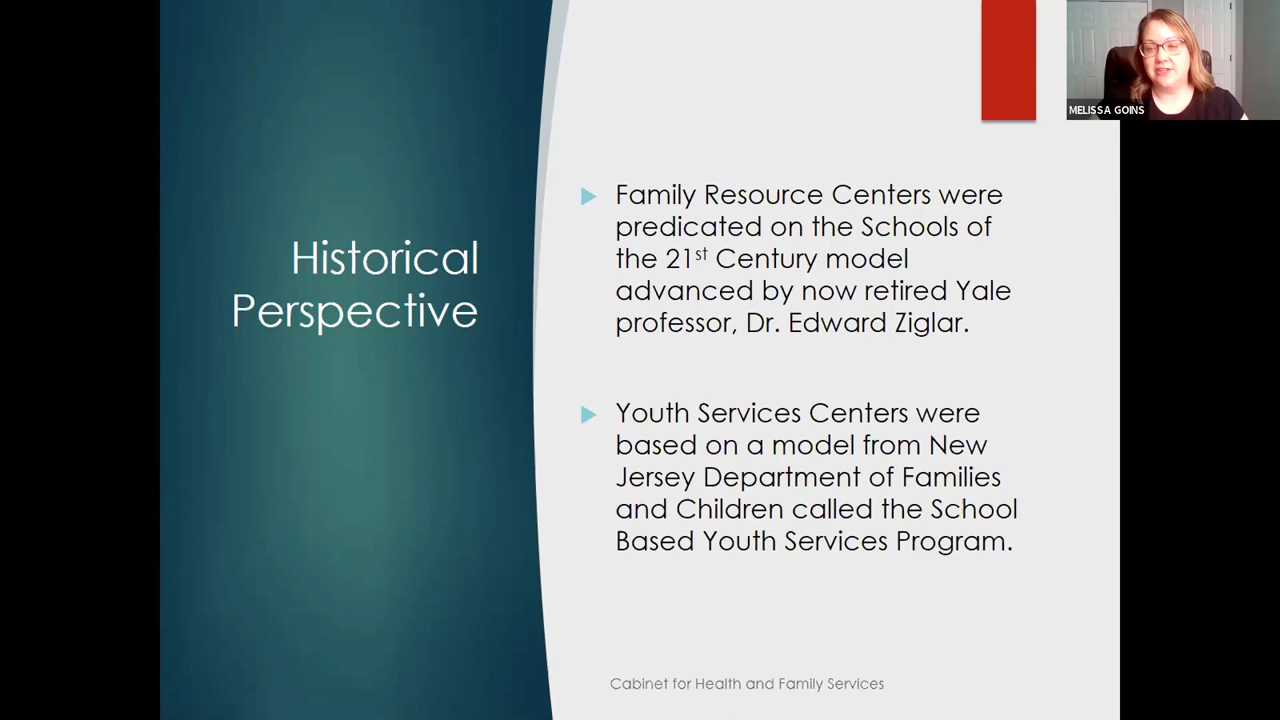 MELISSA GOINS
Historical
Perspective
Family Resource Centers were
predicated on the Schools of
the 21st Century model
advanced by now retired Yale
professor, Dr. Edward Ziglar.
Youth Services Centers were
based on a model from New
Jersey Department of Families
and Children called the School
Based Youth Services Program.
Cabinet for Health and Family Services